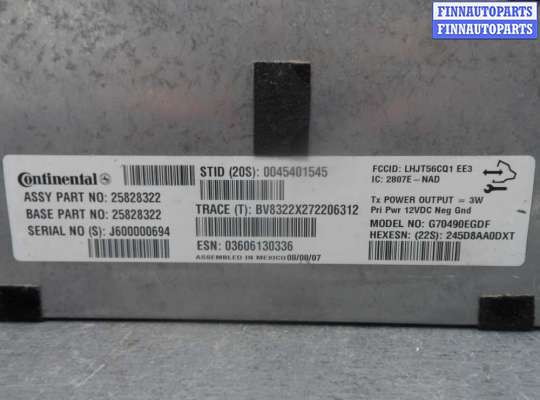 FINNAUTOPARTS
FINNAUTOPARTS
Continental
ASSY PART NO: 25828322
BASE PART NO: 25828322
SERIAL NO (S): J600000694
STID (20S): 0045401545
TRACE (T): BV8322X272206312
ESN: 03606130336
ASSEMBLED IN MEXICO 08/08/07
FCCID: LHJT56CQ1 EE3
IC: 2807E-NAD
Tx POWER OUTPUT = 3W
Pri Pwr 12VDC Neg Gnd
MODEL NO: G70490EGDF
HEXESN: (22S): 245D8AA0DXT